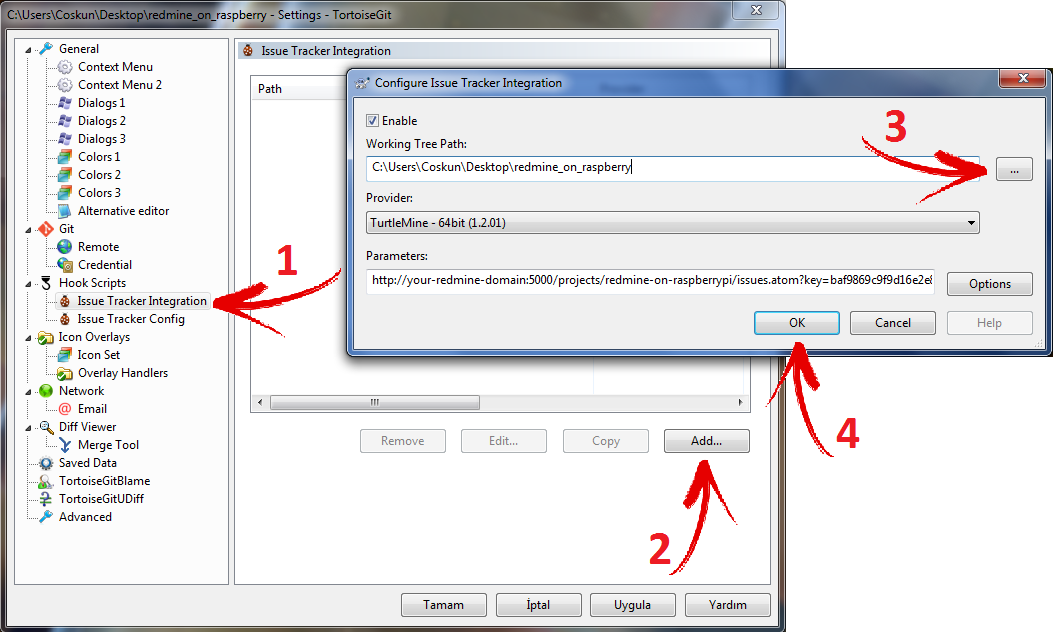 C:\Users\Coskun\Desktop\redmine_on_raspberry - Settings - TortoiseGit
General
Context Menu
Context Menu 2
Dialogs 1
Dialogs 2
Dialogs 3
Colors 1
Colors 2
Colors 3
Alternative editor
Git
Remote
Credential
Hook Scripts
Issue Tracker Integration
Issue Tracker Config
Icon Overlays
Icon Set
Overlay Handlers
Network
Email
Diff Viewer
Merge Tool
Saved Data
TortoiseGitBlame
TortoiseGitUDiff
Advanced
1
Issue Tracker Integration
Path
Configure Issue Tracker Integration
Enable
Working Tree Path:
C:\Users\Coskun\Desktop\redmine_on_raspberry
...
3
Provider:
TurtleMine - 64bit (1.2.01)
Parameters:
http://your-redmine-domain:5000/projects/redmine-on-raspberrypi/issues.atom?key=baf9869c9f9d16e2e8
Options
OK
Cancel
Help
4
Remove
Edit...
Copy
Add...
2
Tamam
İptal
Uygula
Yardım